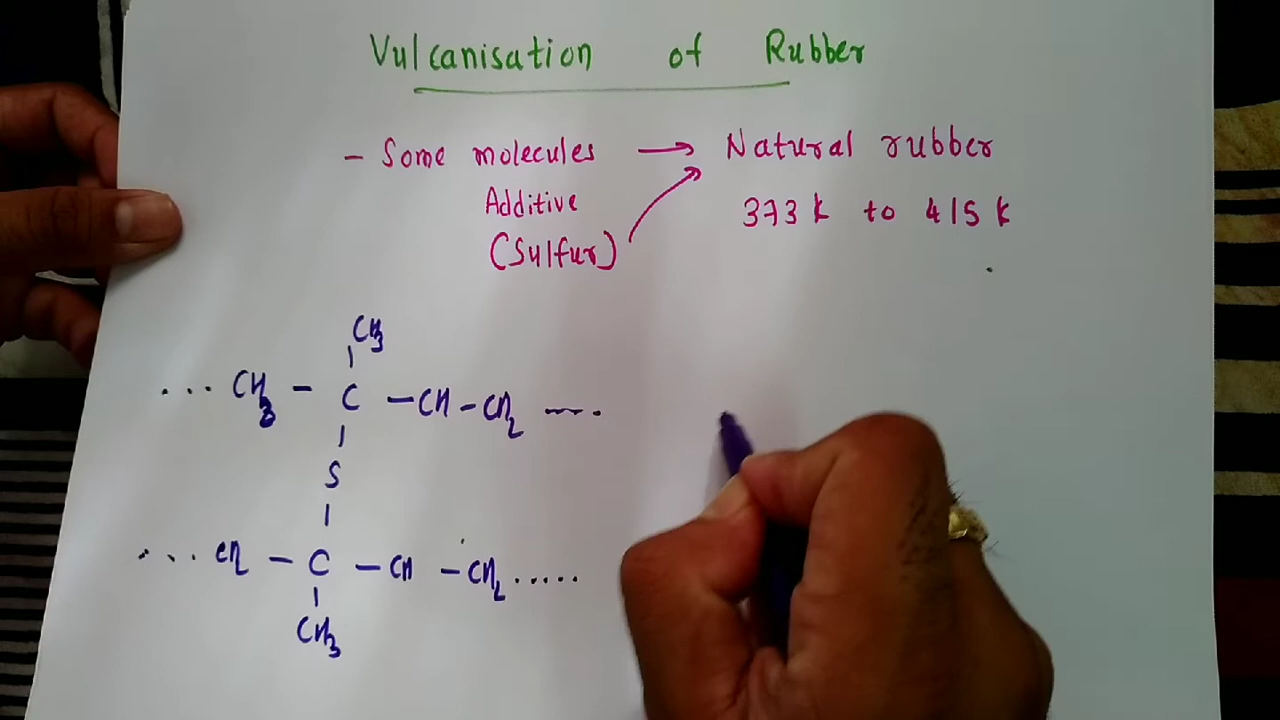 Vulcanisation of Rubber
- Some molecules → Natural rubber
Additive 373 k to 415 k
(Sulfur)
CH3
... CH3 - C - CH - CH2 ....
S
... CH2 - C - CH - CH2 .....
CH3